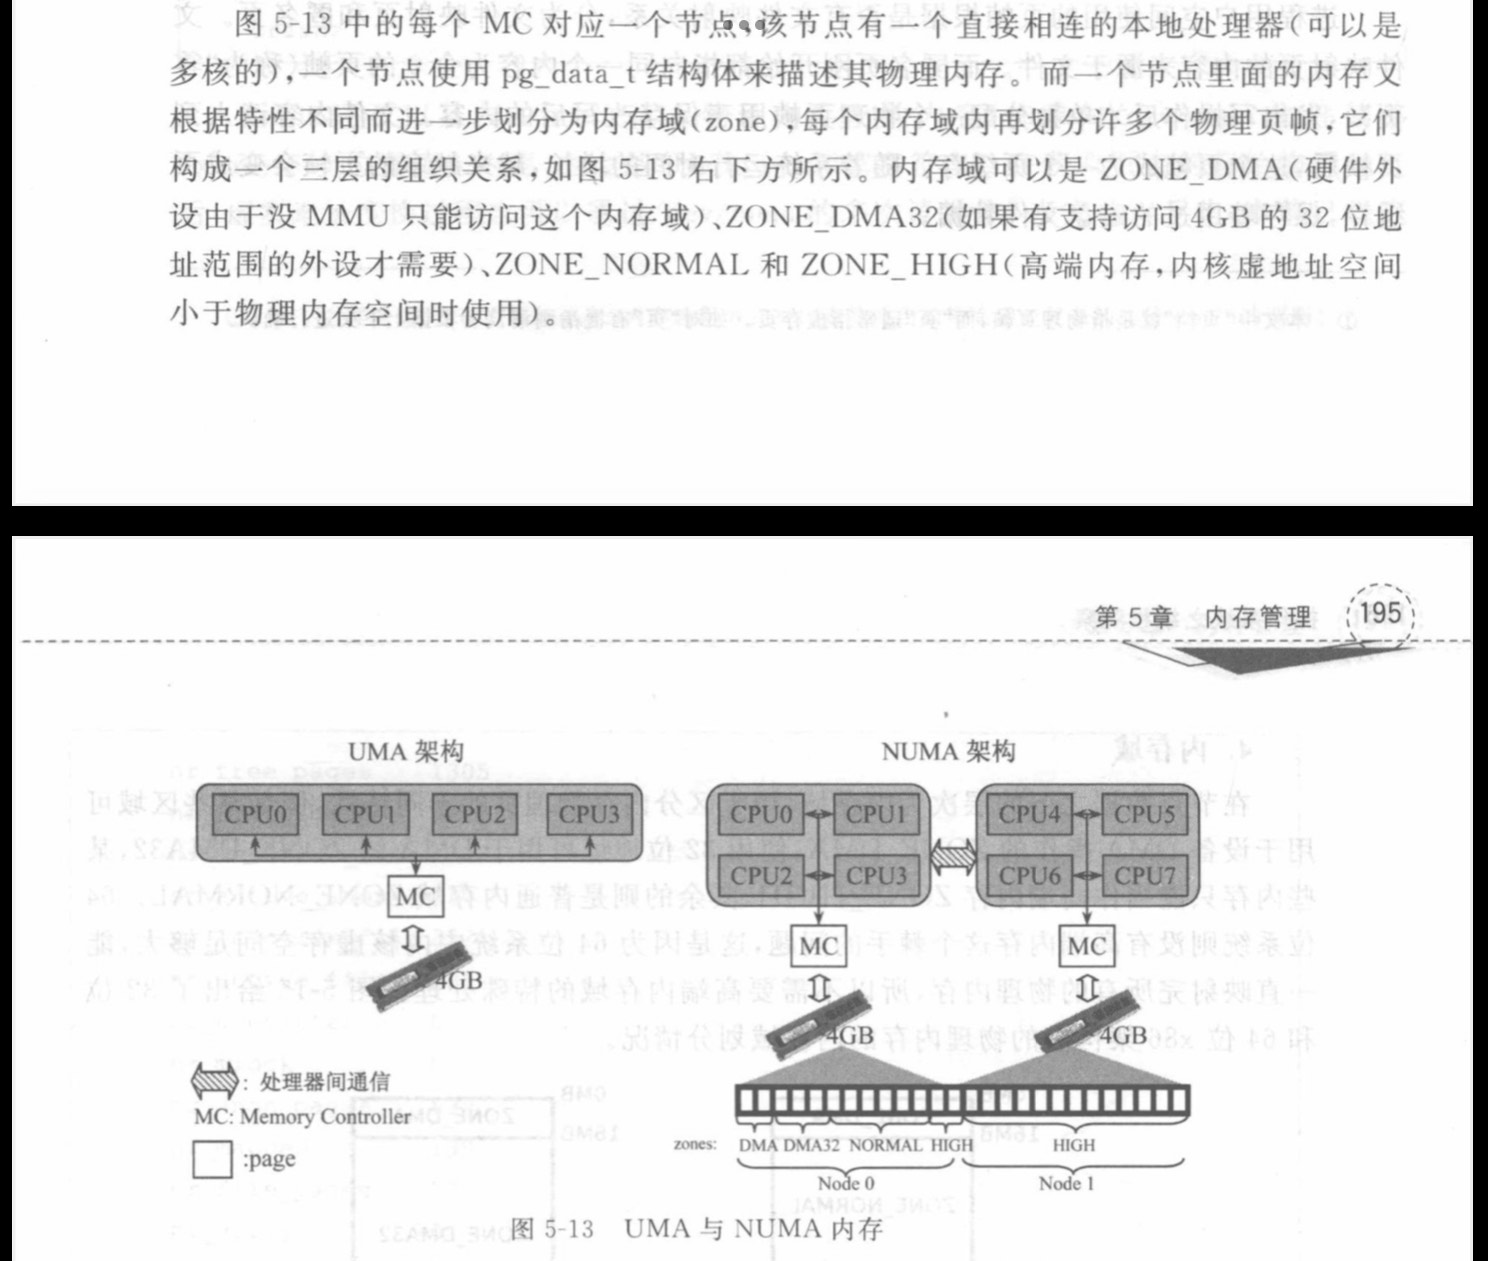 图 5-13 中的每个 MC 对应一个节点,该节点有一个直接相连的本地处理器(可以是
多核的),一个节点使用 pg_data_t 结构体来描述其物理内存。而一个节点里面的内存又
根据特性不同而进一步划分为内存域(zone),每个内存域内再划分许多个物理页帧,它们
构成一个三层的组织关系,如图 5-13 右下方所示。内存域可以是 ZONE_DMA(硬件外
设由于没 MMU 只能访问这个内存域)、ZONE_DMA32(如果有支持访问 4GB 的 32 位地
址范围的外设才需要)、ZONE_NORMAL 和 ZONE_HIGH(高端内存,内核虚地址空间
小于物理内存空间时使用)。
第 5 章 内存管理 195
UMA 架构
CPU0 CPU1 CPU2 CPU3
MC
4GB
NUMA 架构
CPU0 CPU1 CPU4 CPU5
CPU2 CPU3 CPU6 CPU7
MC MC
4GB 4GB
: 处理器间通信
MC: Memory Controller
:page
zones: DMA DMA32 NORMAL HIGH HIGH
Node 0 Node 1
图 5-13 UMA 与 NUMA 内存